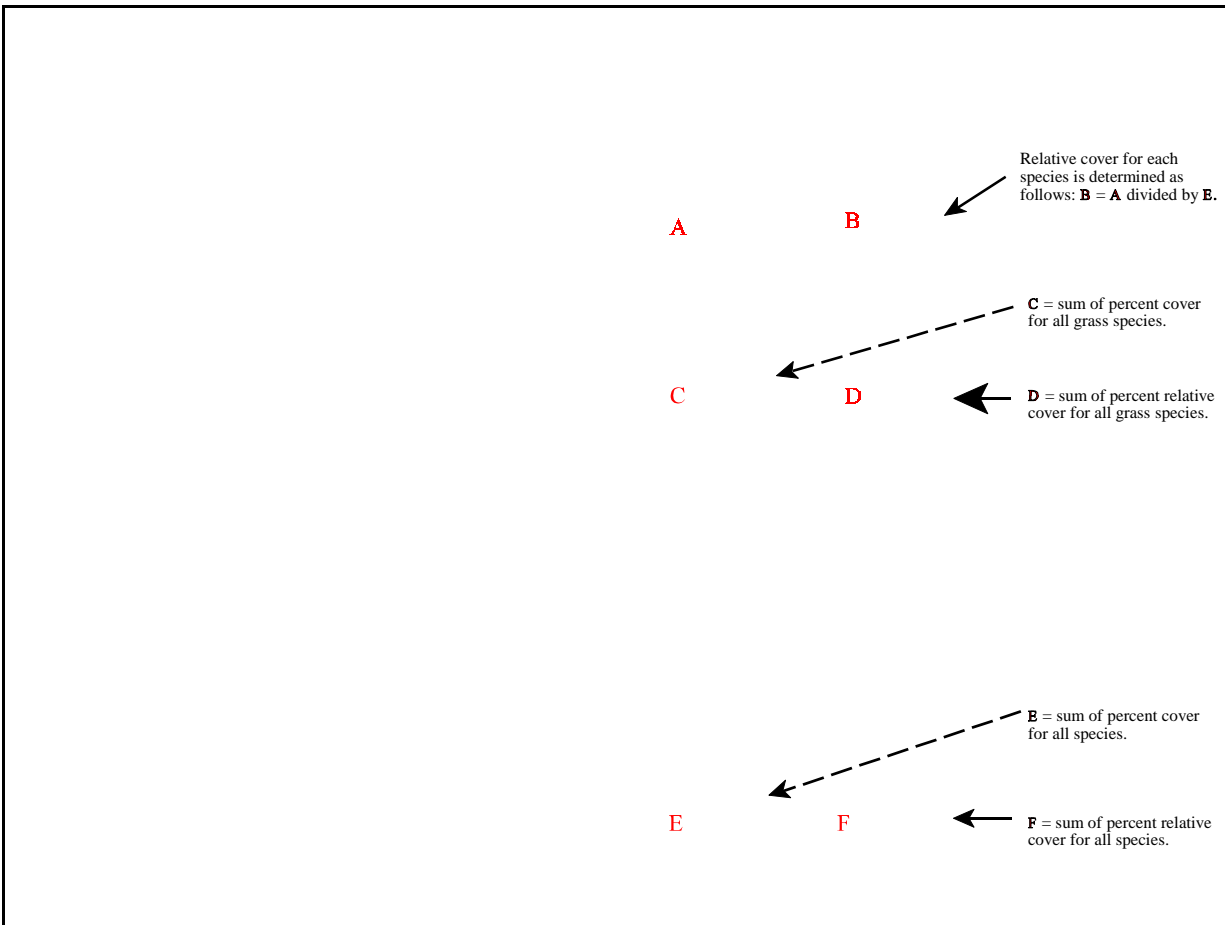 Relative cover for each
species is determined as
follows: B = A divided by E.
A
B
C = sum of percent cover
for all grass species.
C
D
D = sum of percent relative
cover for all grass species.
E = sum of percent cover
for all species.
E
F
F = sum of percent relative
cover for all species.